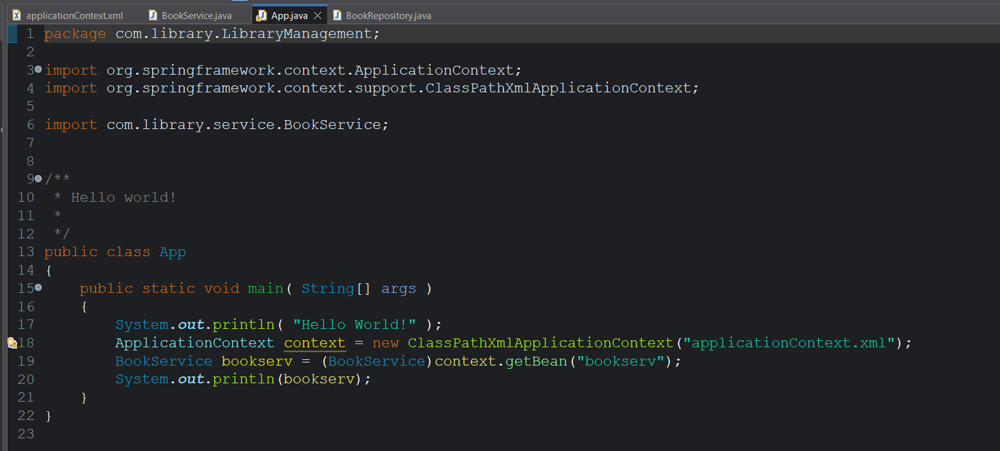 applicationContext.xml BookService.java App.java BookRepository.java
1 package com.library.LibraryManagement;
2
3 import org.springframework.context.ApplicationContext;
4 import org.springframework.context.support.ClassPathXmlApplicationContext;
5
6 import com.library.service.BookService;
7
8
9 /**
10  * Hello world!
11  *
12  */
13 public class App
14 {
15     public static void main( String[] args )
16     {
17         System.out.println( "Hello World!" );
18         ApplicationContext context = new ClassPathXmlApplicationContext("applicationContext.xml");
19         BookService bookserv = (BookService)context.getBean("bookserv");
20         System.out.println(bookserv);
21     }
22 }
23